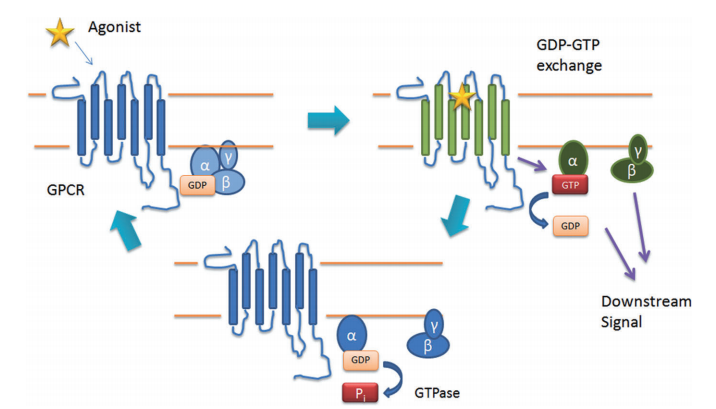 Agonist
GPCR
α
γ
β
GDP
GDP-GTP
exchange
α
GTP
GDP
γ
β
Downstream
Signal
α
GDP
Pi
γ
β
GTPase